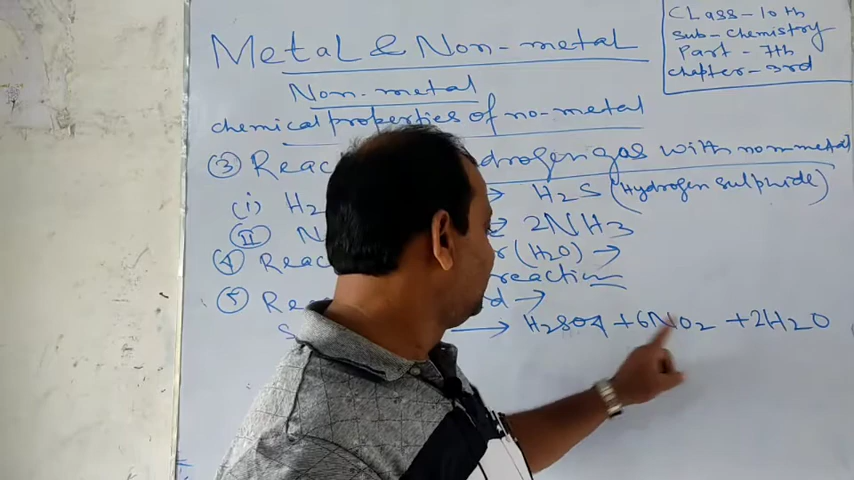 Metal & Non-metal
CLass-10th
sub-chemistry
Part-7th
chapter-3rd
Non-metal
chemical properties of no-metal
③ Reac drogen gas with nonmetal
(i) H₂ → H₂S (Hydrogen sulphide)
(II) N 2NH3
④ Reac (H₂O) →
reaction
⑤ Re →
→ H₂SO4 +6NO₂ +2H₂O